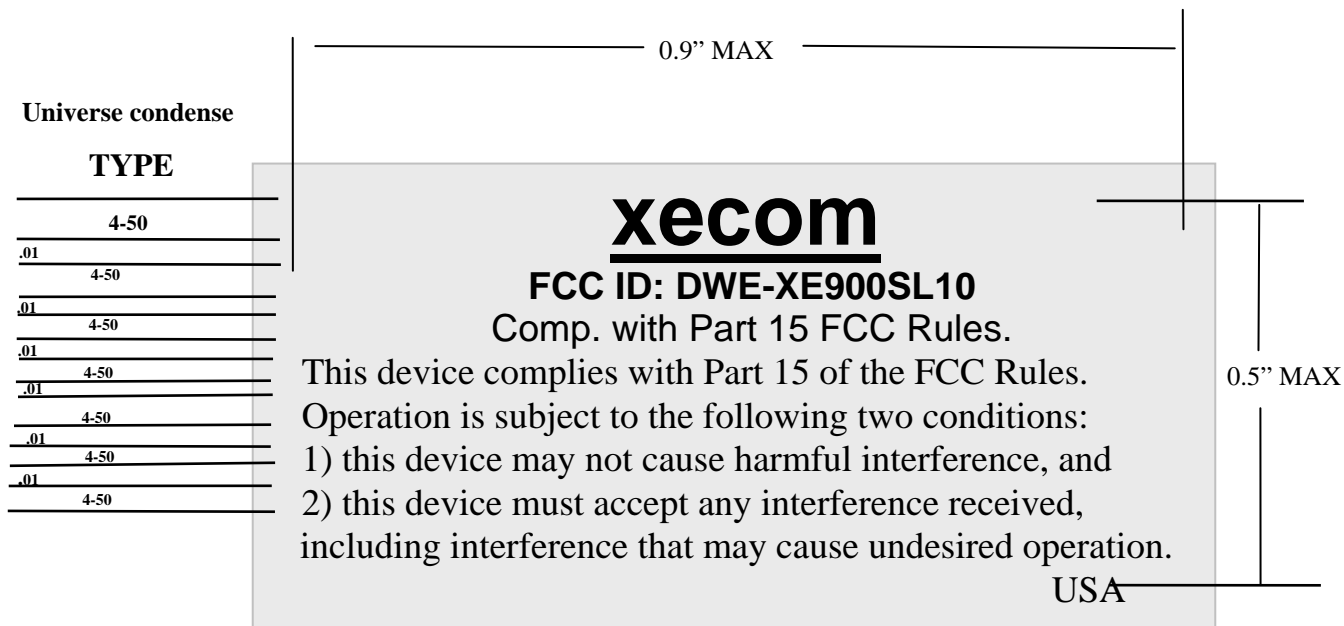 0.9” MAX
Universe condense
TYPE
4-50
.01
4-50
.01
4-50
.01
4-50
.01
4-50
.01
4-50
.01
4-50
xecom
FCC ID: DWE-XE900SL10
Comp. with Part 15 FCC Rules.
This device complies with Part 15 of the FCC Rules.
Operation is subject to the following two conditions:
1) this device may not cause harmful interference, and
2) this device must accept any interference received,
including interference that may cause undesired operation.
USA
0.5” MAX